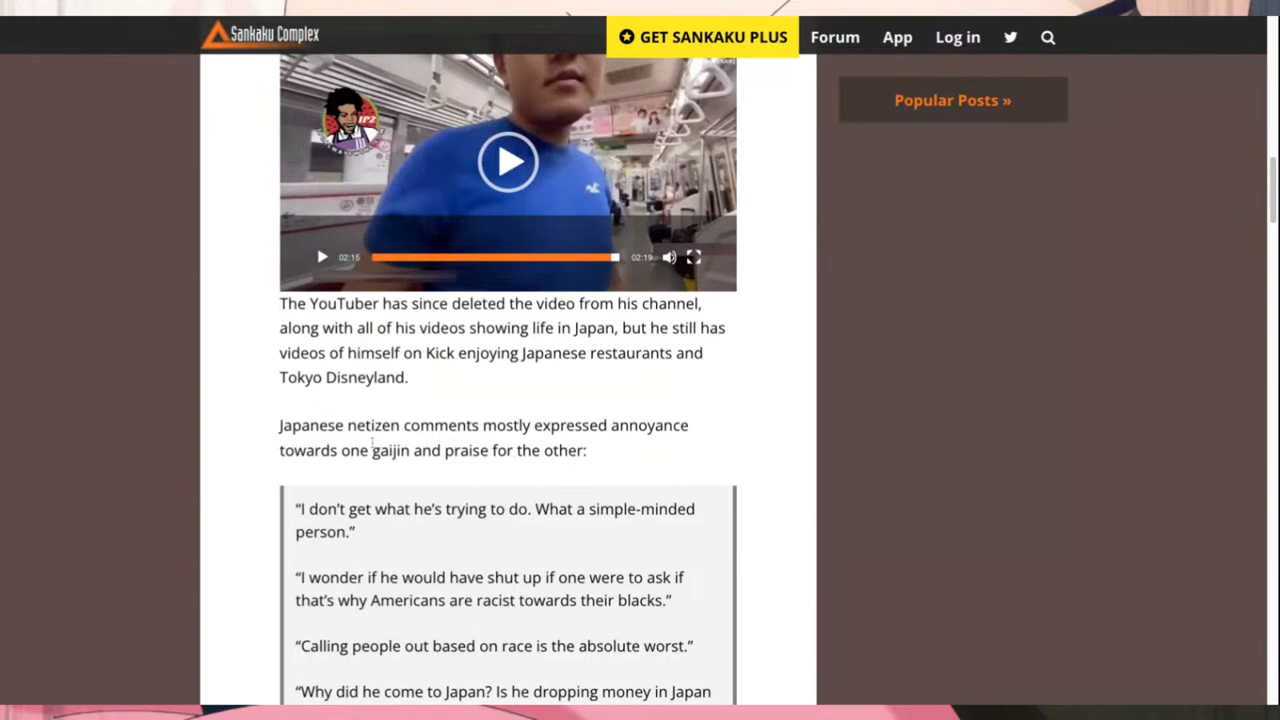 Sankaku Complex
GET SANKAKU PLUS
Forum
App
Log in
Popular Posts »
02:15
02:19
The YouTuber has since deleted the video from his channel,
along with all of his videos showing life in Japan, but he still has
videos of himself on Kick enjoying Japanese restaurants and
Tokyo Disneyland.
Japanese netizen comments mostly expressed annoyance
towards one gaijin and praise for the other:
“I don’t get what he’s trying to do. What a simple-minded
person.”
“I wonder if he would have shut up if one were to ask if
that’s why Americans are racist towards their blacks.”
“Calling people out based on race is the absolute worst.”
“Why did he come to Japan? Is he dropping money in Japan